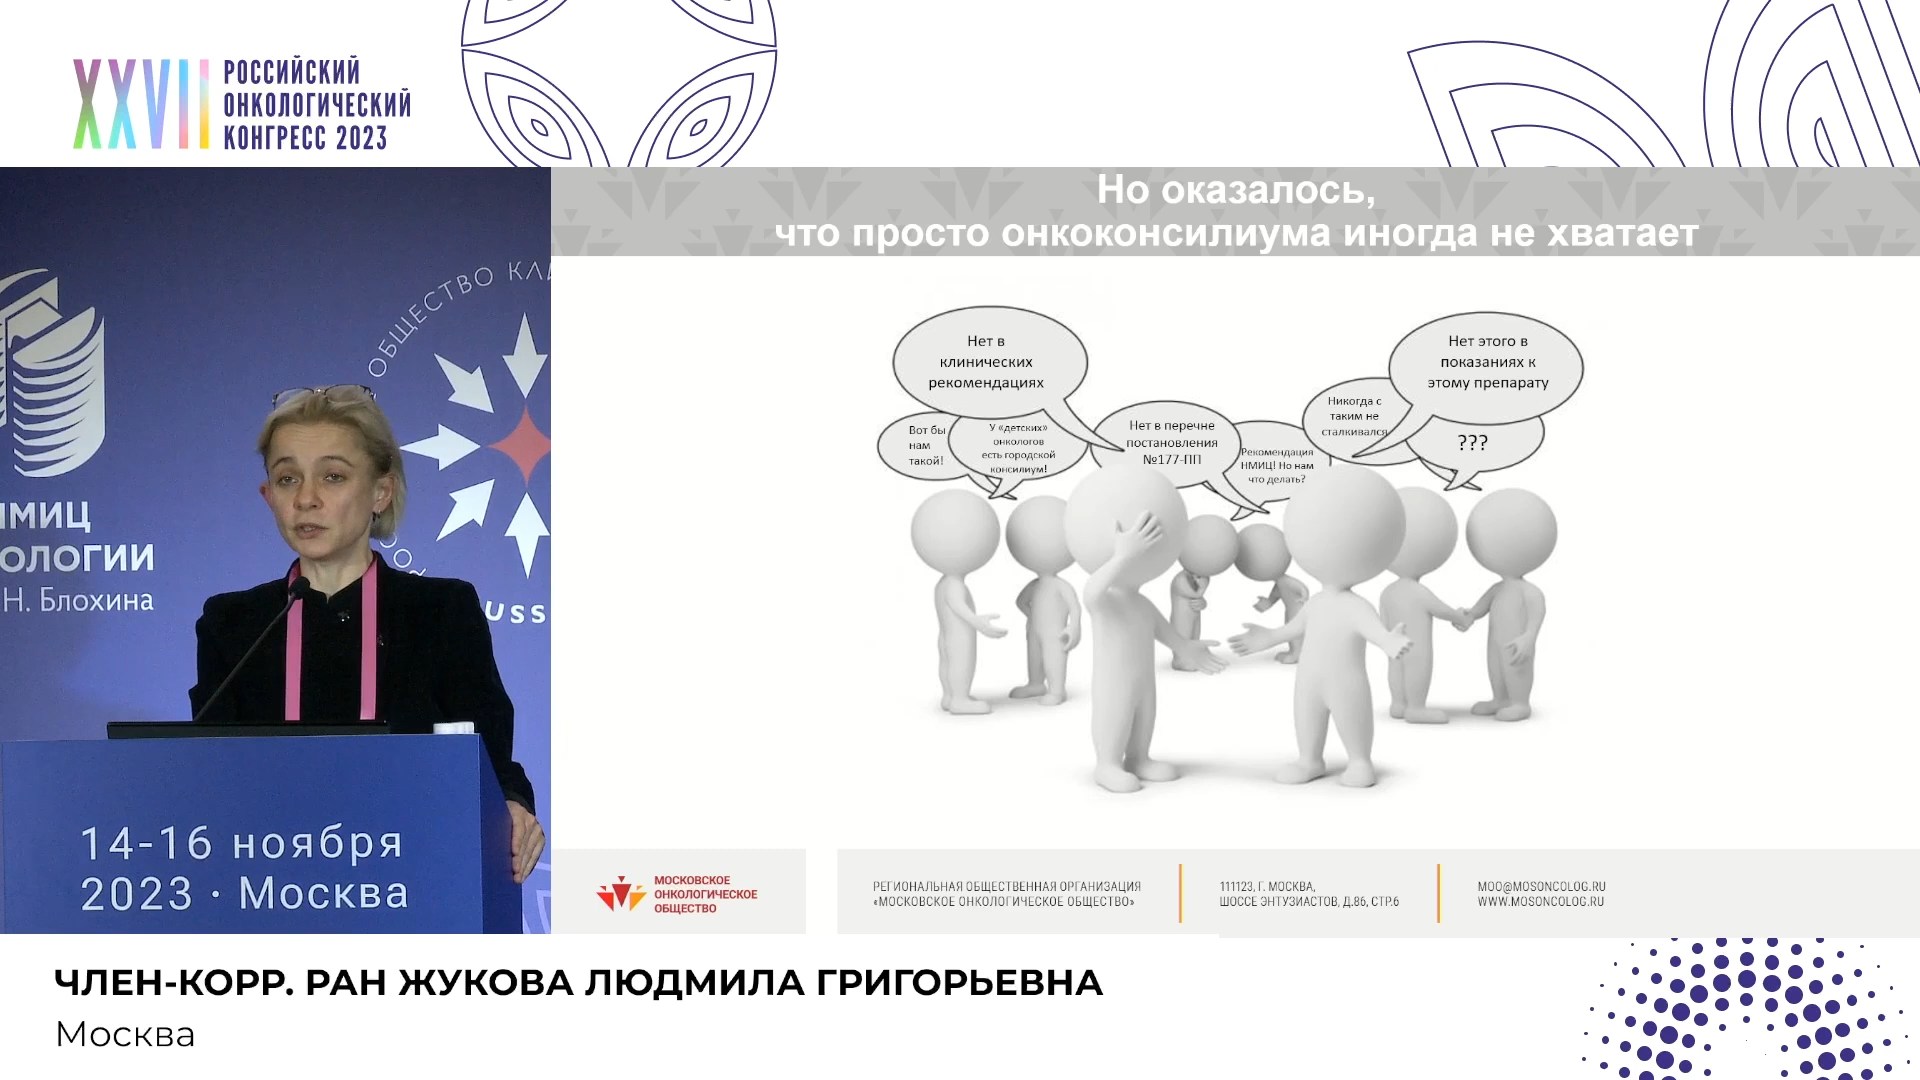 XXVII
РОССИЙСКИЙ
ОНКОЛОГИЧЕСКИЙ
КОНГРЕСС 2023
Но оказалось,
что просто онкоконсилиума иногда не хватает
Нет в
клинических
рекомендациях
Нет этого в
показаниях к
этому препарату
Вот бы
нам
такой!
У «детских»
онкологов
есть городской
консилиум!
Нет в перечне
постановления
№177-ПП
Рекомендация
НМИЦ! Но нам
что делать?
Никогда с
таким не
сталкивался
???
ОБЩЕСТВО
НМИЦ
ОЛОГИИ
Н. Блохина
USS
14-16 ноября
2023 · Москва
МОСКОВСКОЕ
ОНКОЛОГИЧЕСКОЕ
ОБЩЕСТВО
РЕГИОНАЛЬНАЯ ОБЩЕСТВЕННАЯ ОРГАНИЗАЦИЯ
«МОСКОВСКОЕ ОНКОЛОГИЧЕСКОЕ ОБЩЕСТВО»
111123, Г. МОСКВА,
ШОССЕ ЭНТУЗИАСТОВ, Д.86, СТР.6
MOO@MOSONCOLOG.RU
WWW.MOSONCOLOG.RU
ЧЛЕН-КОРР. РАН ЖУКОВА ЛЮДМИЛА ГРИГОРЬЕВНА
Москва